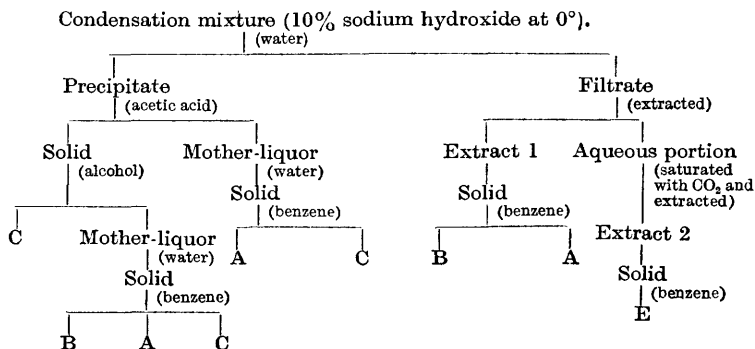 Condensation mixture (10% sodium hydroxide at 0°).
(water)
Precipitate
(acetic acid)
Filtrate
(extracted)
Solid
(alcohol)
Mother-liquor
(water)
Solid
(benzene)
Extract 1
Solid
(benzene)
Aqueous portion
(saturated
with CO₂ and
extracted)
C
Mother-liquor
(water)
Solid
(benzene)
A
C
B
A
Extract 2
Solid
(benzene)
E
B
A
C